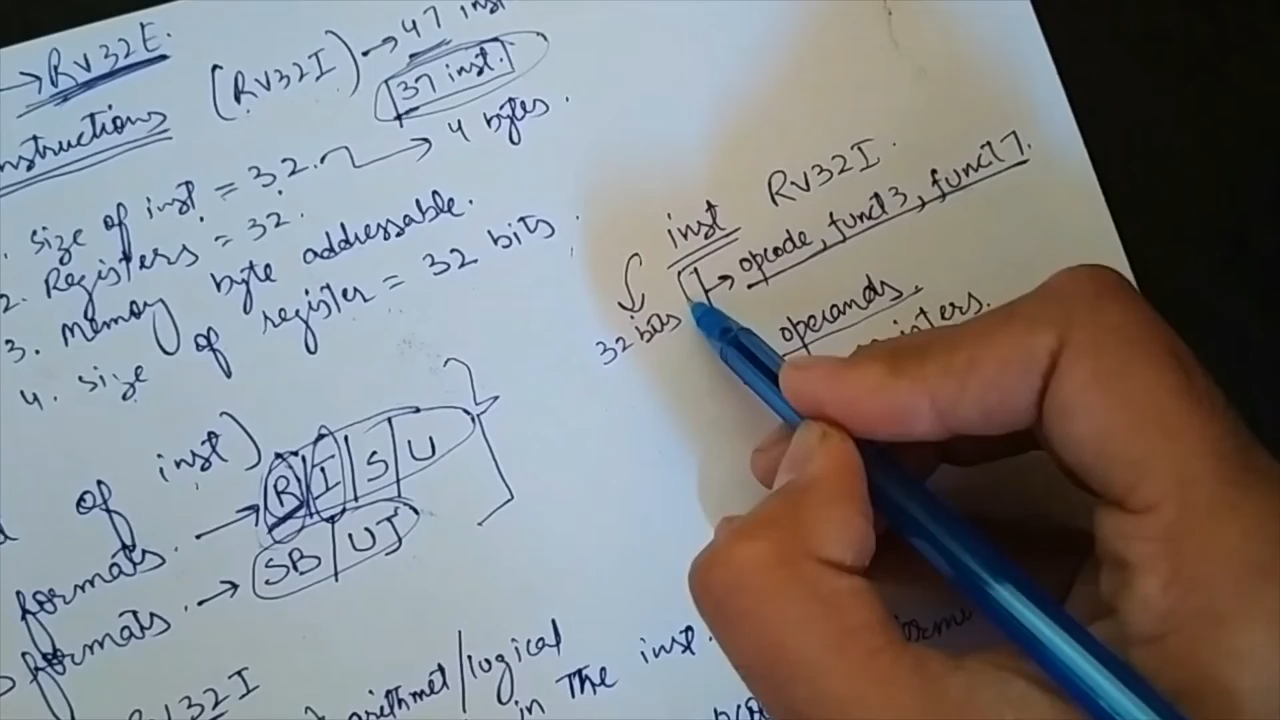 → RV32E. (RV32I) → 47 inst
37 inst.
nstructions
1. size of inst. = 32. → 4 bytes.
2. Registers = 32.
3. Memory byte addressable.
4. size of register = 32 bits.
inst RV32I.
1 → opcode, funct3, funct7.
32 bits
operands.
of inst)
formats. → R | I | S | U
formats. → SB | UJ
RV32I
arithmet/logical
in the inst.